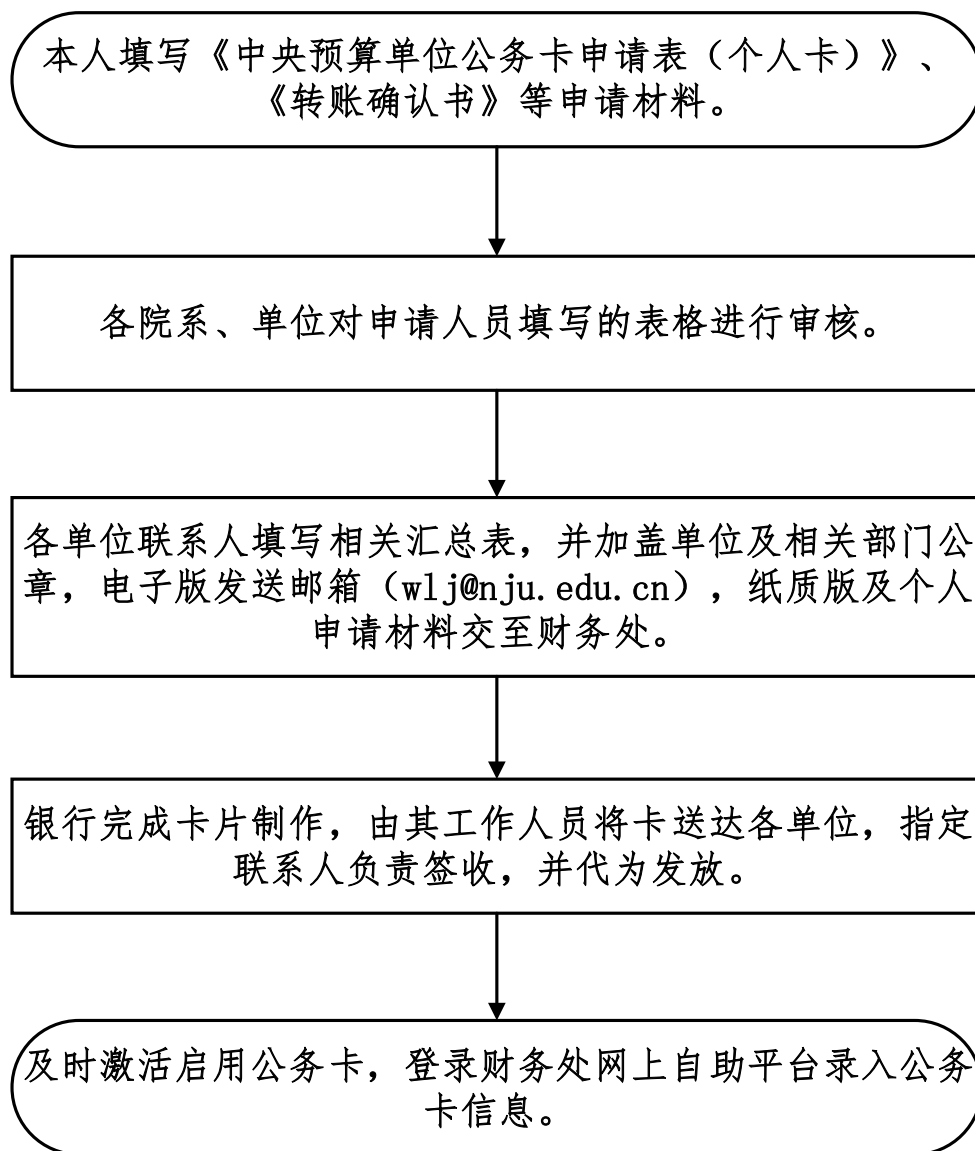 本人填写《中央预算单位公务卡申请表（个人卡）》、
《转账确认书》等申请材料。
各院系、单位对申请人员填写的表格进行审核。
各单位联系人填写相关汇总表，并加盖单位及相关部门公
章，电子版发送邮箱（wlj@nju.edu.cn），纸质版及个人
申请材料交至财务处。
银行完成卡片制作，由其工作人员将卡送达各单位，指定
联系人负责签收，并代为发放。
及时激活启用公务卡，登录财务处网上自助平台录入公务
卡信息。